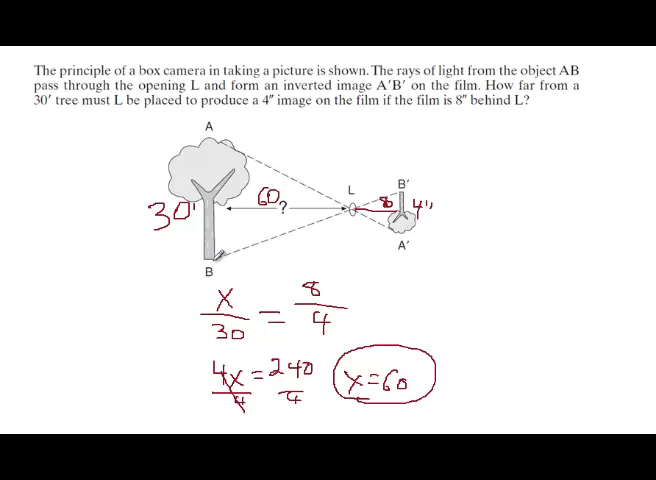 The principle of a box camera in taking a picture is shown. The rays of light from the object AB
pass through the opening L and form an inverted image A′B′ on the film. How far from a
30′ tree must L be placed to produce a 4″ image on the film if the film is 8″ behind L?
A
L
B′
60
8
30'
?
4"
A′
B
x/30 = 8/4
4x/4 = 240/4
x=60